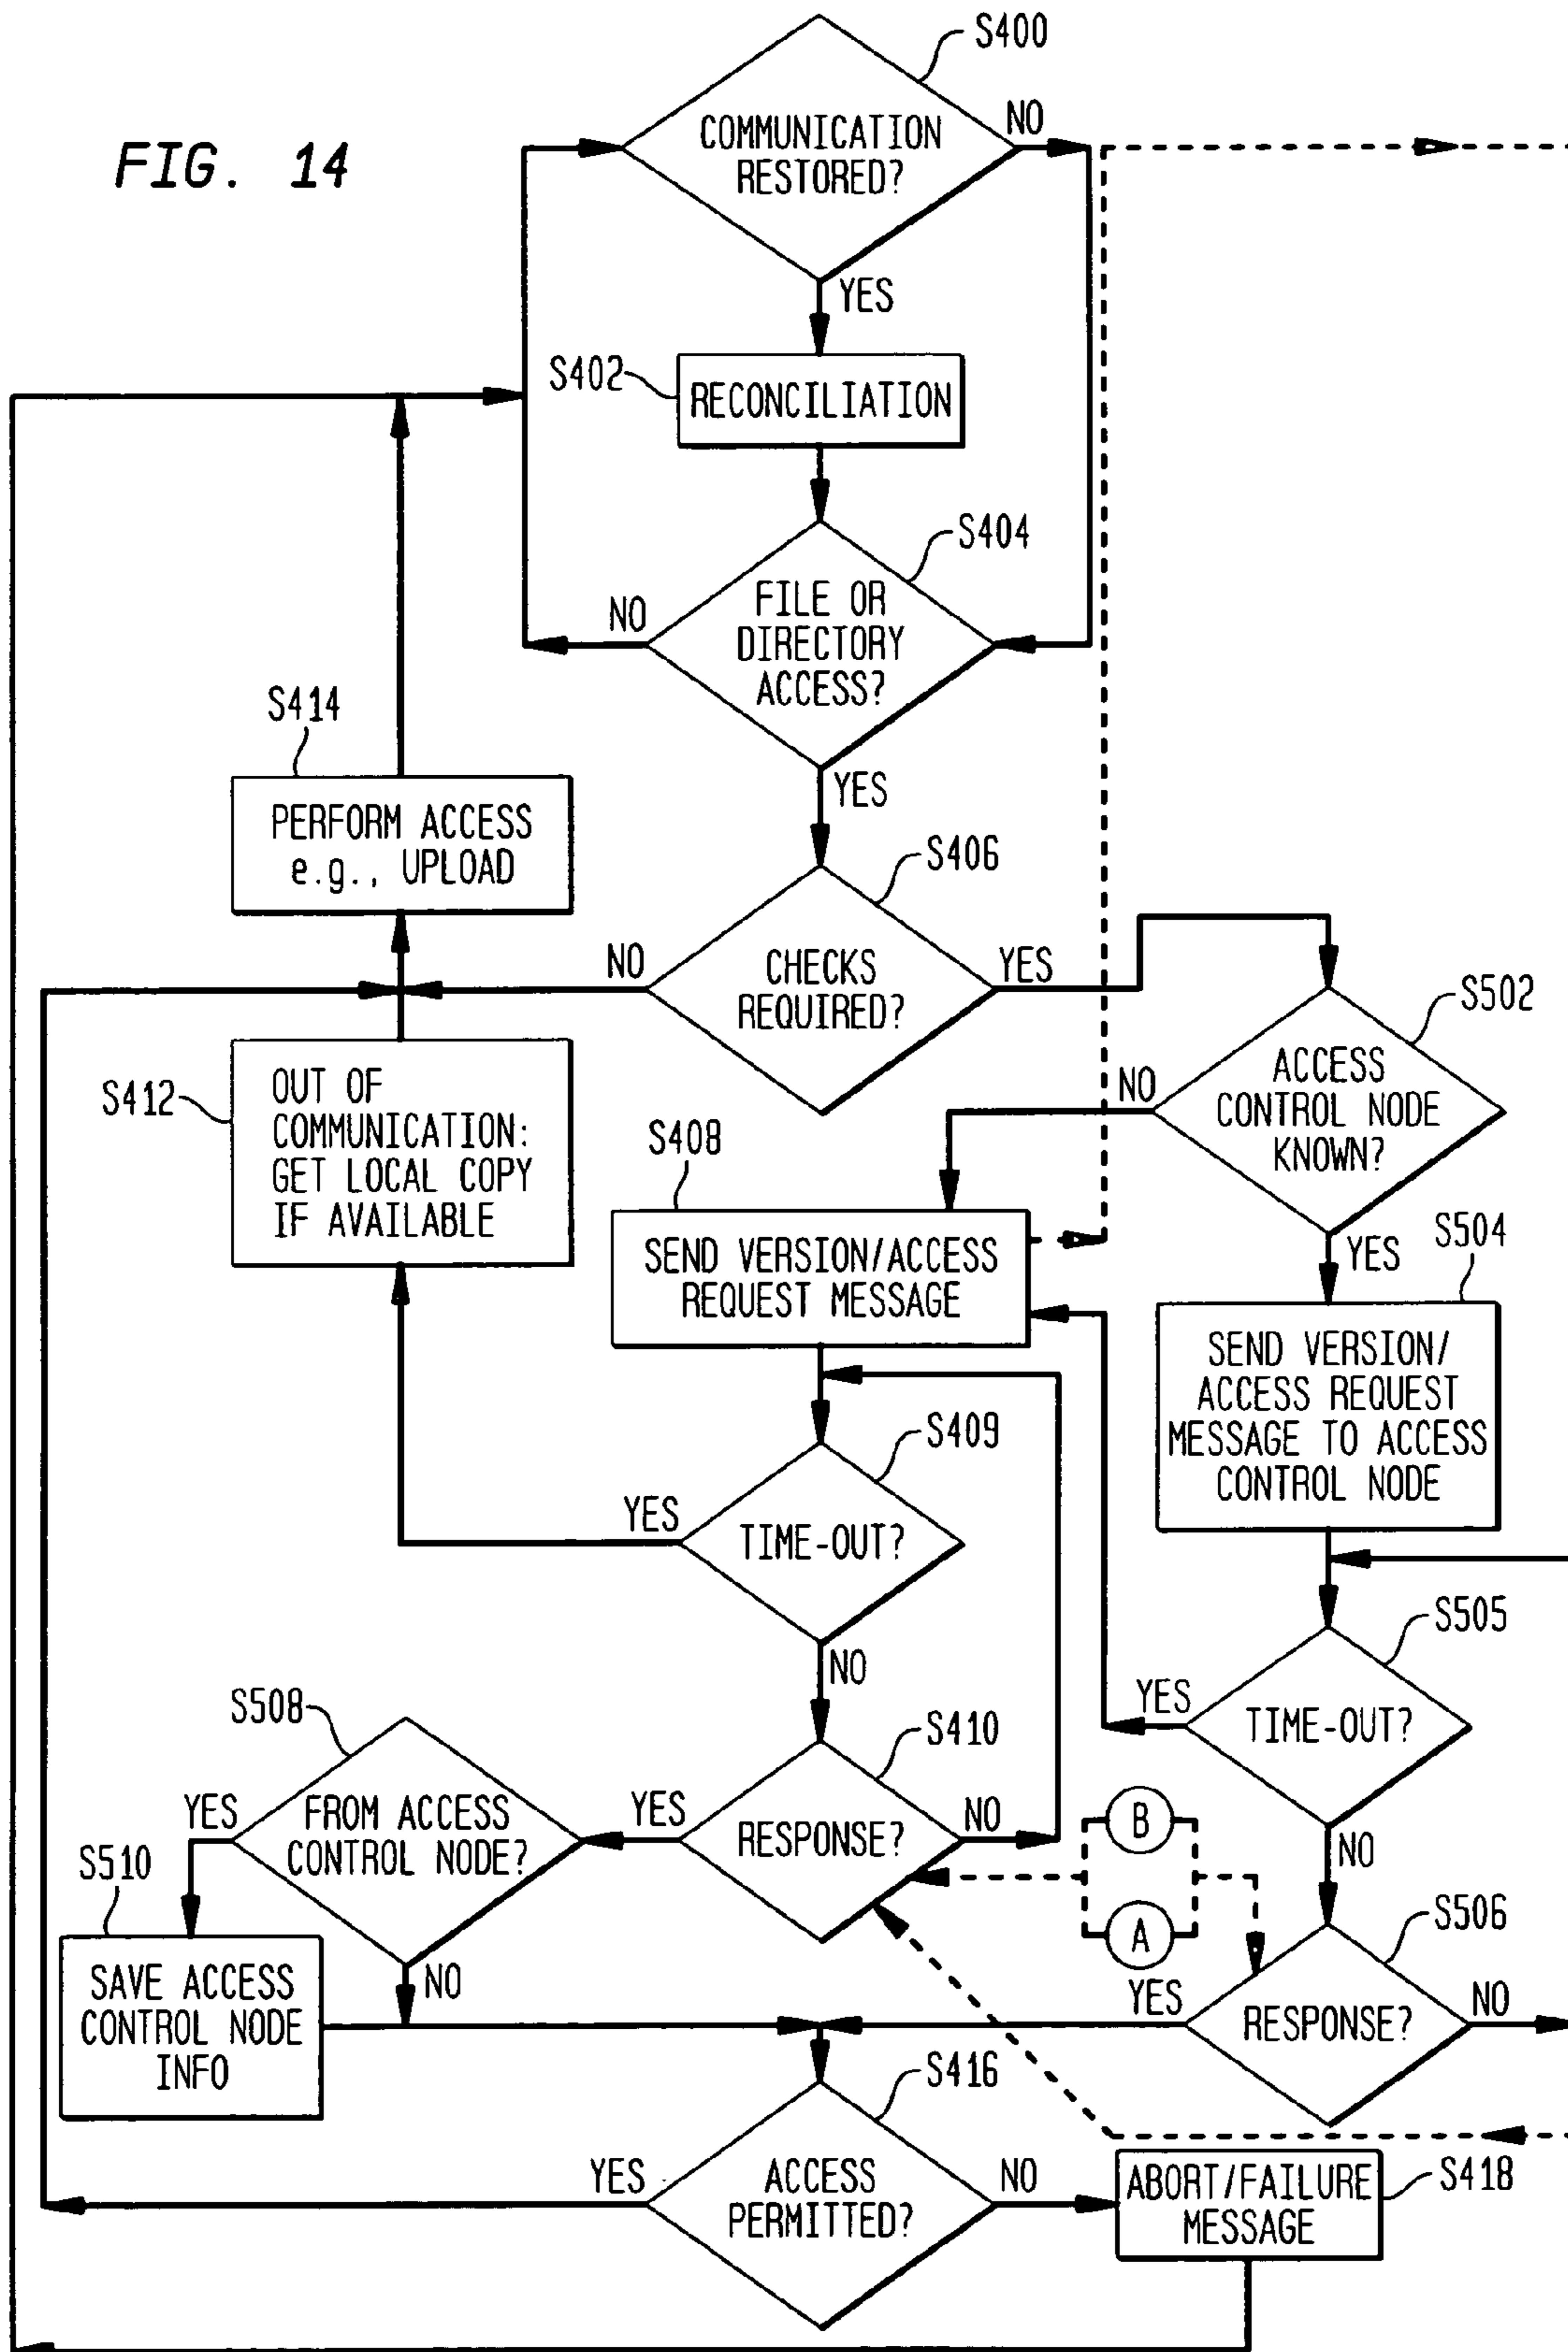 FIG. 14
S400
COMMUNICATION
RESTORED?
NO
YES
S402
RECONCILIATION
S404
FILE OR
DIRECTORY
ACCESS?
NO
YES
S414
PERFORM ACCESS
e.g., UPLOAD
S406
CHECKS
REQUIRED?
NO
YES
S502
ACCESS
CONTROL NODE
KNOWN?
NO
YES
S412
OUT OF
COMMUNICATION:
GET LOCAL COPY
IF AVAILABLE
S408
SEND VERSION/ACCESS
REQUEST MESSAGE
S504
SEND VERSION/
ACCESS REQUEST
MESSAGE TO ACCESS
CONTROL NODE
S409
TIME-OUT?
YES
NO
S505
TIME-OUT?
YES
NO
S508
FROM ACCESS
CONTROL NODE?
YES
NO
S410
RESPONSE?
YES
NO
B
A
S510
SAVE ACCESS
CONTROL NODE
INFO
S506
RESPONSE?
YES
NO
S416
ACCESS
PERMITTED?
YES
NO
S418
ABORT/FAILURE
MESSAGE